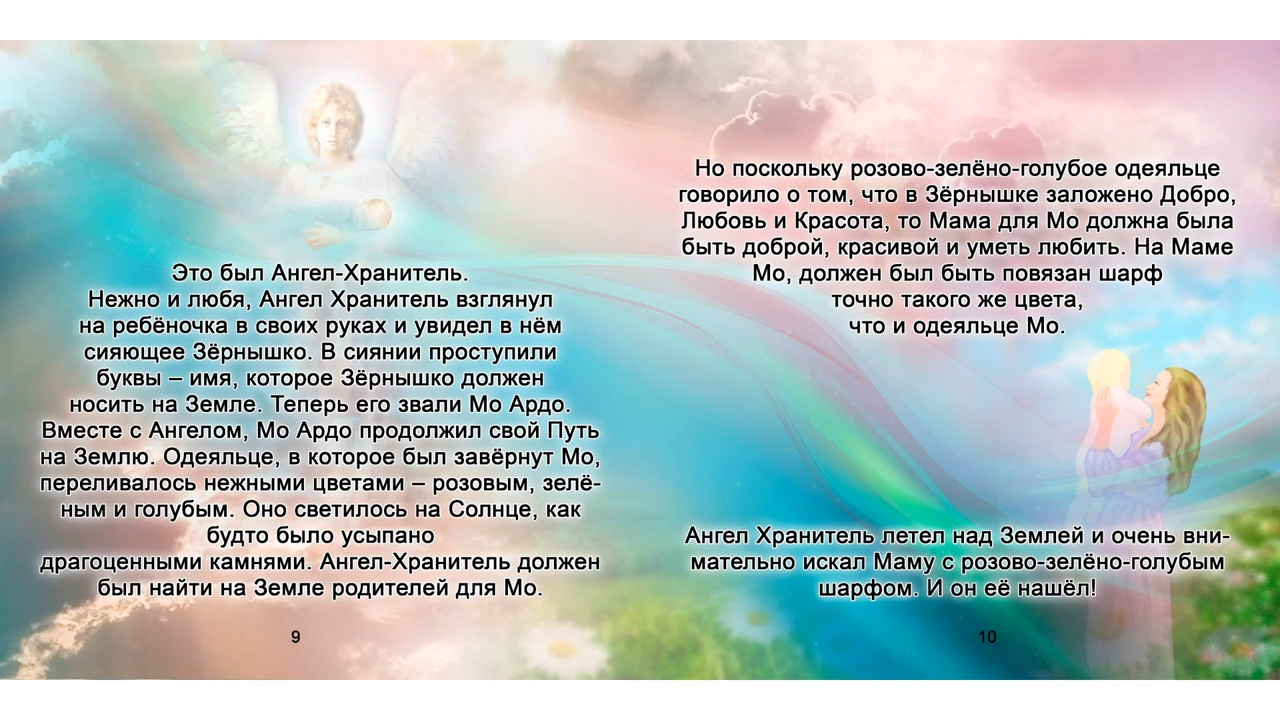 Это был Ангел-Хранитель.
Нежно и любя, Ангел Хранитель взглянул
на ребёночка в своих руках и увидел в нём
сияющее Зёрнышко. В сиянии проступили
буквы – имя, которое Зёрнышко должен
носить на Земле. Теперь его звали Мо Ардо.
Вместе с Ангелом, Мо Ардо продолжил свой Путь
на Землю. Одеяльце, в которое был завёрнут Мо,
переливалось нежными цветами – розовым, зелё-
ным и голубым. Оно светилось на Солнце, как
будто было усыпано
драгоценными камнями. Ангел-Хранитель должен
был найти на Земле родителей для Мо.
9
Но поскольку розово-зелёно-голубое одеяльце
говорило о том, что в Зёрнышке заложено Добро,
Любовь и Красота, то Мама для Мо должна была
быть доброй, красивой и уметь любить. На Маме
Мо, должен был быть повязан шарф
точно такого же цвета,
что и одеяльце Мо.
Ангел Хранитель летел над Землей и очень вни-
мательно искал Маму с розово-зелёно-голубым
шарфом. И он её нашёл!
10